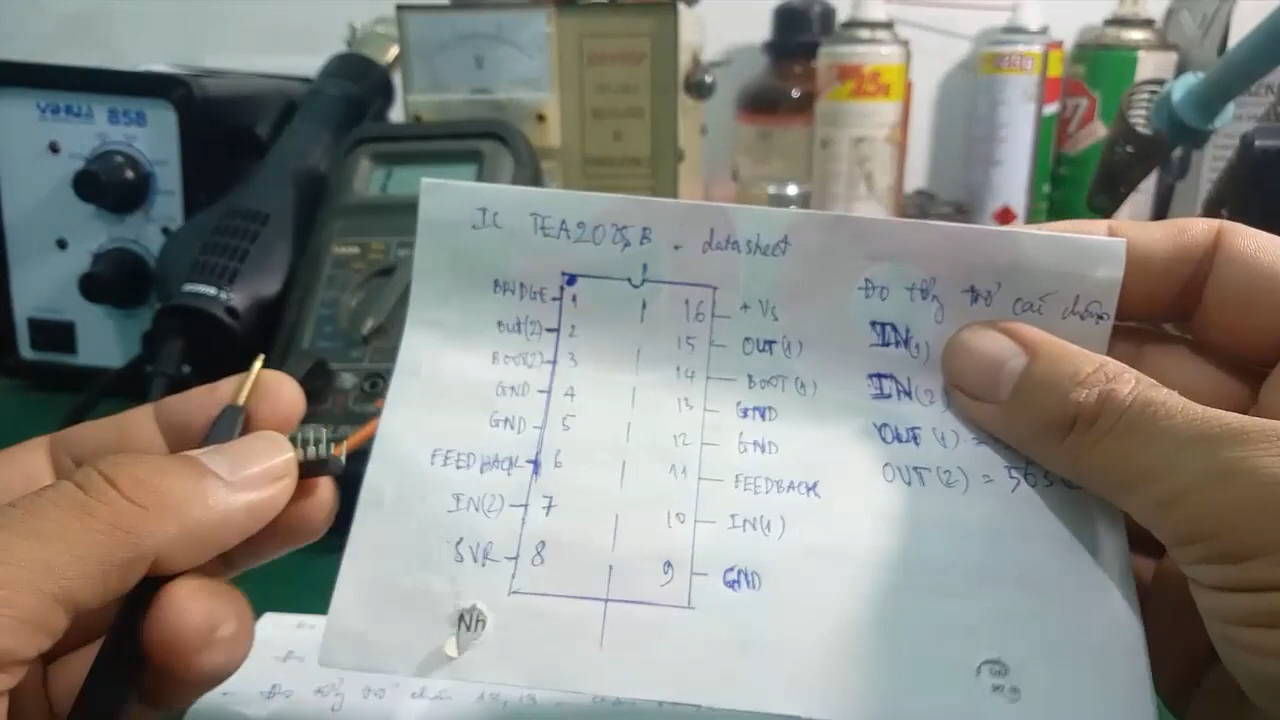 YAHUA 858
V
IC TEA2025B. datasheet
BRIDGE 1
OUT(2) 2
BOOT(2) 3
GND 4
GND 5
FEEDBACK 6
IN(2) 7
SVR 8
16 +Vs
15 OUT(1)
14 BOOT(1)
13 GND
12 GND
11 FEEDBACK
10 IN(1)
9 GND
Đo tổng trở các chân
IN(1)
IN(2)
OUT(1) =
OUT(2) = 565